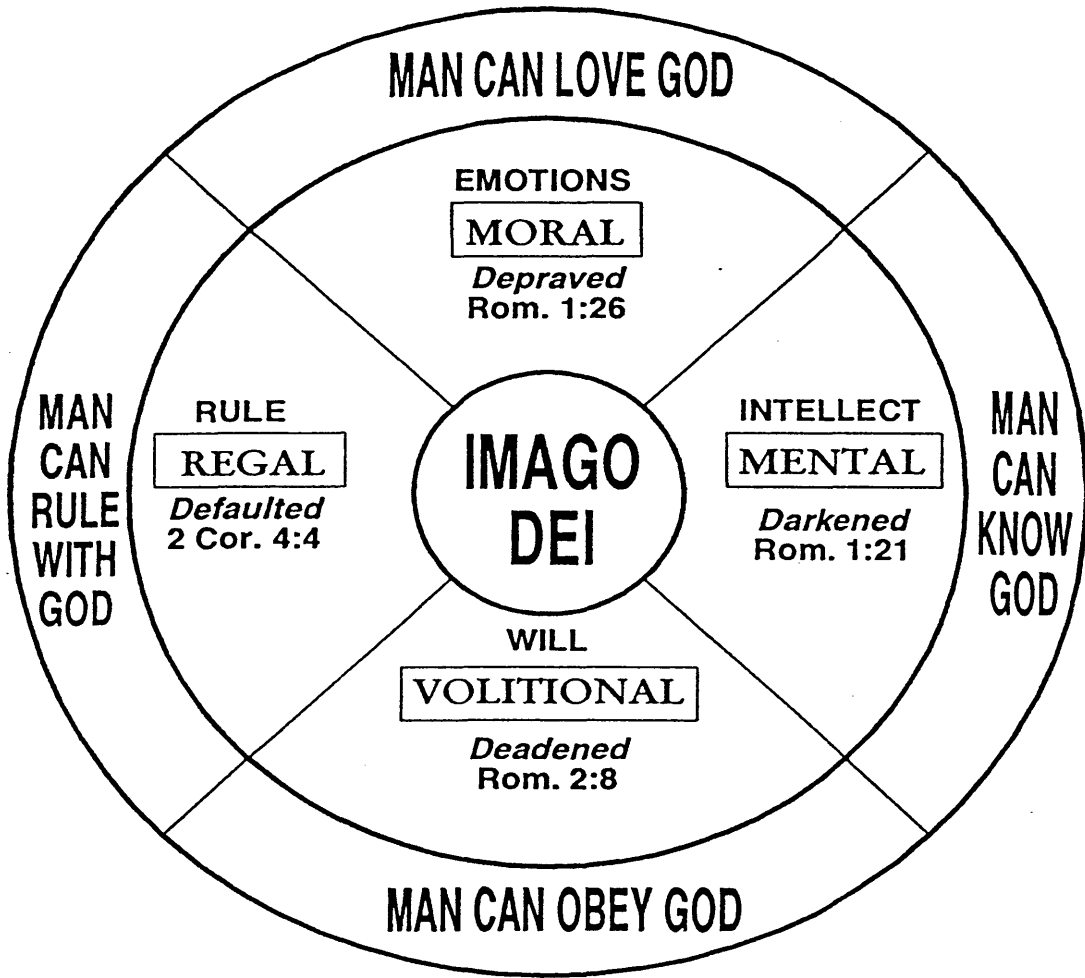 MAN CAN LOVE GOD
EMOTIONS
MORAL
Depraved
Rom. 1:26
MAN
CAN
RULE
WITH
GOD
RULE
REGAL
Defaulted
2 Cor. 4:4
IMAGO
DEI
INTELLECT
MENTAL
Darkened
Rom. 1:21
MAN
CAN
KNOW
GOD
WILL
VOLITIONAL
Deadened
Rom. 2:8
MAN CAN OBEY GOD